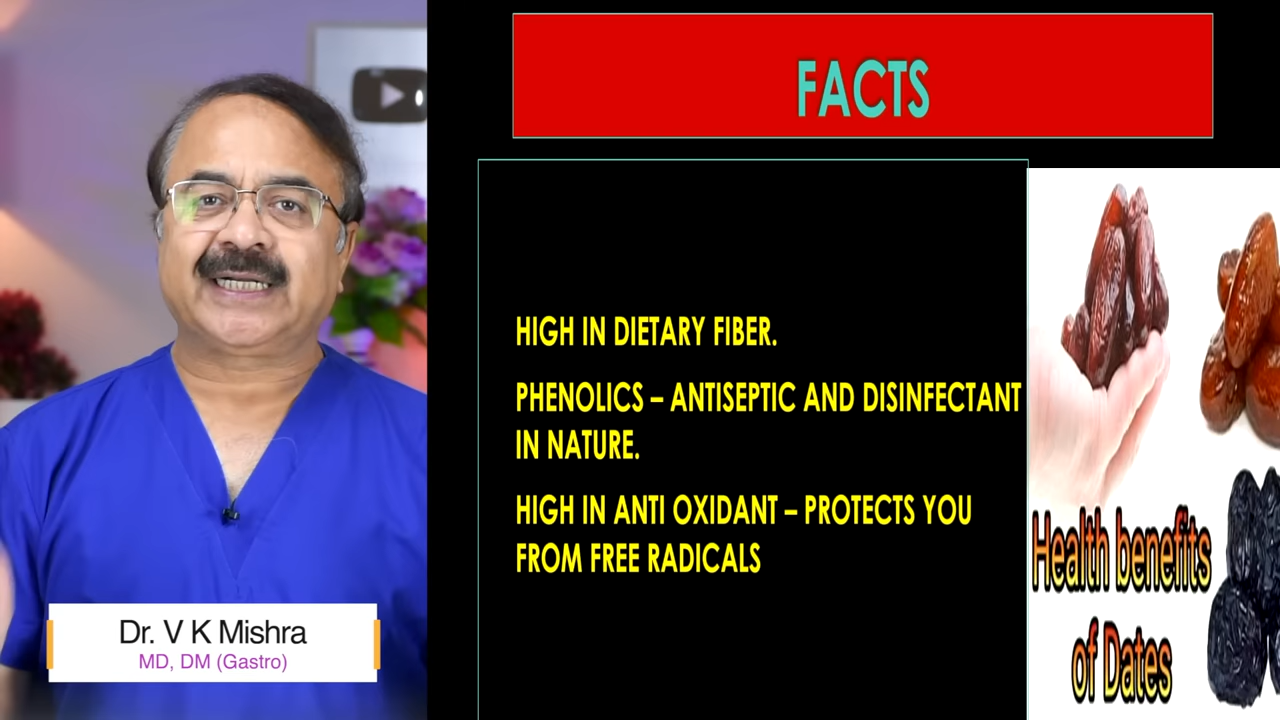 FACTS
HIGH IN DIETARY FIBER.
PHENOLICS – ANTISEPTIC AND DISINFECTANT
IN NATURE.
HIGH IN ANTI OXIDANT – PROTECTS YOU
FROM FREE RADICALS
Health benefits
of Dates
Dr. V K Mishra
MD, DM (Gastro)